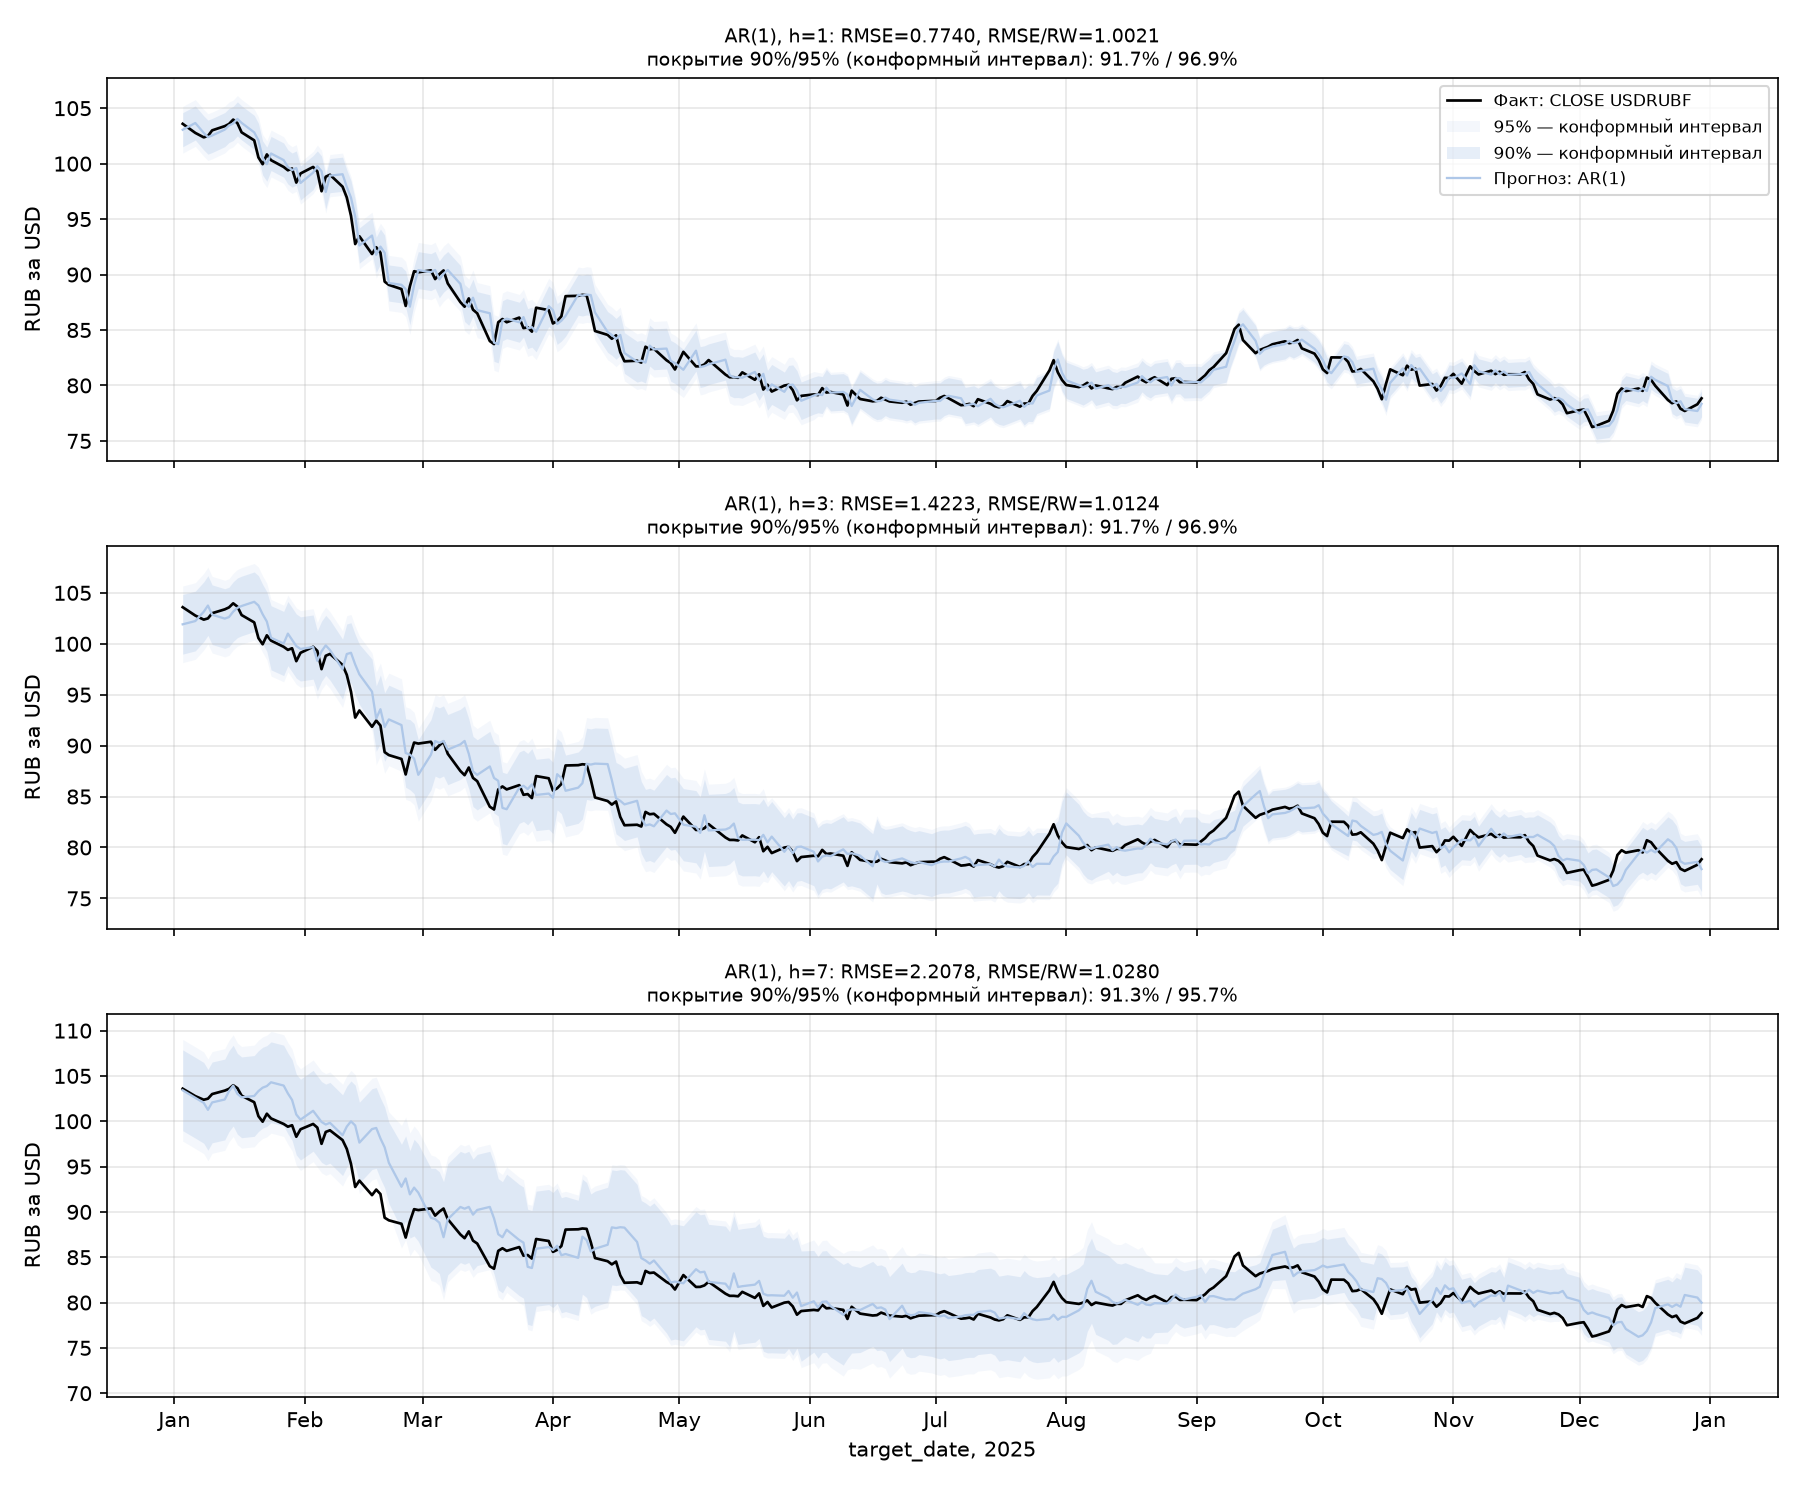 AR(1), h=1: RMSE=0.7740, RMSE/RW=1.0021
покрытие 90%/95% (конформный интервал): 91.7% / 96.9%
105
100
95
90
85
80
75
RUB за USD
Факт: CLOSE USDRUBF
95% — конформный интервал
90% — конформный интервал
Прогноз: AR(1)
AR(1), h=3: RMSE=1.4223, RMSE/RW=1.0124
покрытие 90%/95% (конформный интервал): 91.7% / 96.9%
105
100
95
90
85
80
75
RUB за USD
AR(1), h=7: RMSE=2.2078, RMSE/RW=1.0280
покрытие 90%/95% (конформный интервал): 91.3% / 95.7%
110
105
100
95
90
85
80
75
70
RUB за USD
Jan Feb Mar Apr May Jun Jul Aug Sep Oct Nov Dec Jan
target_date, 2025